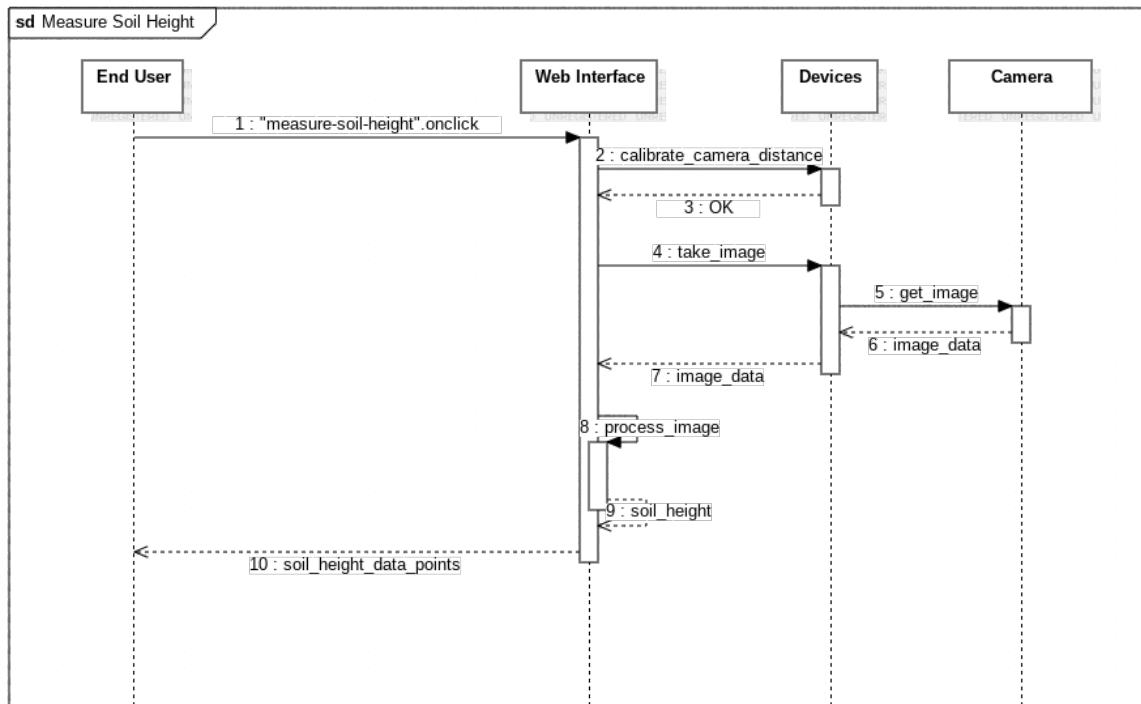 sd Measure Soil Height
End User
Web Interface
Devices
Camera
1 : "measure-soil-height".onclick
2 : calibrate_camera_distance
3 : OK
4 : take_image
5 : get_image
6 : image_data
7 : image_data
8 : process_image
9 : soil_height
10 : soil_height_data_points